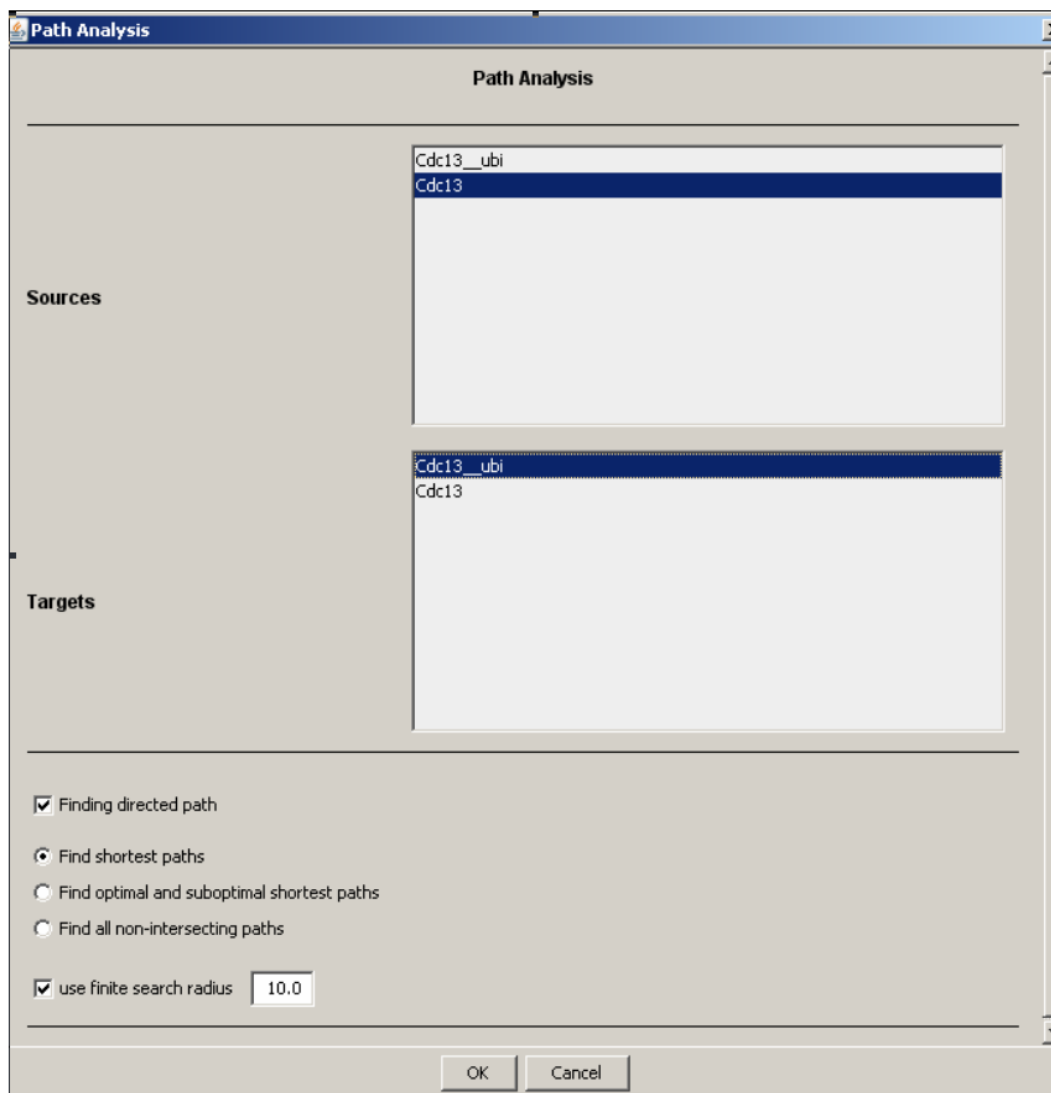 Path Analysis
Path Analysis
Sources
Cdc13__ubi
Cdc13
Targets
Cdc13__ubi
Cdc13
Finding directed path
Find shortest paths
Find optimal and suboptimal shortest paths
Find all non-intersecting paths
use finite search radius 10.0
OK Cancel